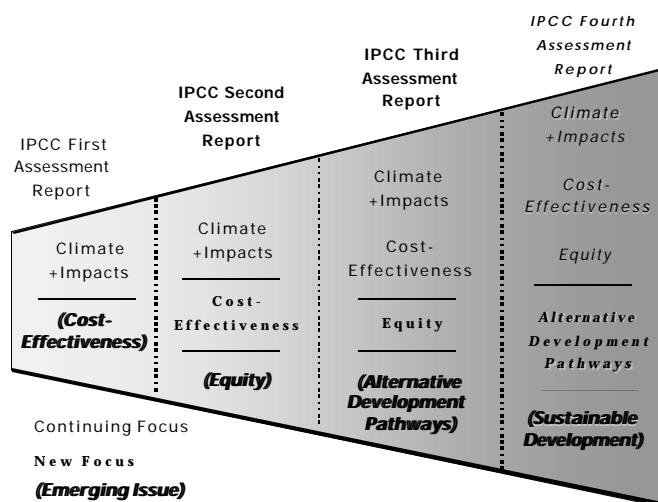 IPCC First
Assessment
Report
Climate
+Impacts
(Cost-
Effectiveness)
IPCC Second
Assessment
Report
Climate
+Impacts
Cost-
Effectiveness
(Equity)
IPCC Third
Assessment
Report
Climate
+Impacts
Cost-
Effectiveness
Equity
(Alternative
Development
Pathways)
IPCC Fourth
Assessment
Report
Climate
+Impacts
Cost-
Effectiveness
Equity
Alternative
Development
Pathways
(Sustainable
Development)
Continuing Focus
New Focus
(Emerging Issue)